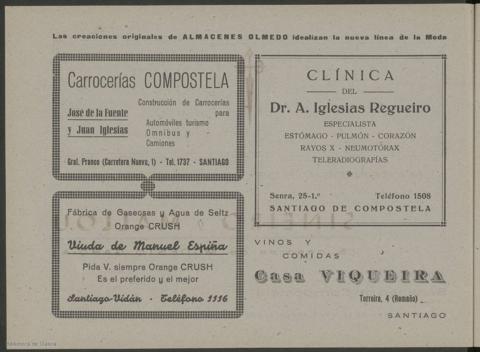 Las creaciones originales de ALMACENES OLMEDO idealizan la nueva línea de la Moda
Carrocerías COMPOSTELA
José de la Fuente
y Juan Iglesias
Construcción de Carrocerías
para
Automóviles turismo
Omnibus y
Camiones
Gral. Franco (Carretera Nueva, 1) - Tel. 1737 - SANTIAGO
Fábrica de Gaseosas y Agua de Seltz
Orange CRUSH
Viuda de Manuel Espiña
Pida V. siempre Orange CRUSH
Es el preferido y el mejor
Santiago-Vidán. - Teléfono 1116
CLÍNICA
DEL
Dr. A. Iglesias Regueiro
ESPECIALISTA
ESTÓMAGO - PULMÓN - CORAZÓN
RAYOS X - NEUMOTÓRAX
TELERADIOGRAFÍAS
Senra, 25-1.º Teléfono 1508
SANTIAGO DE COMPOSTELA
VINOS Y
COMIDAS
Casa VIQUEIRA
Torreira, 4 (Romaño)
SANTIAGO